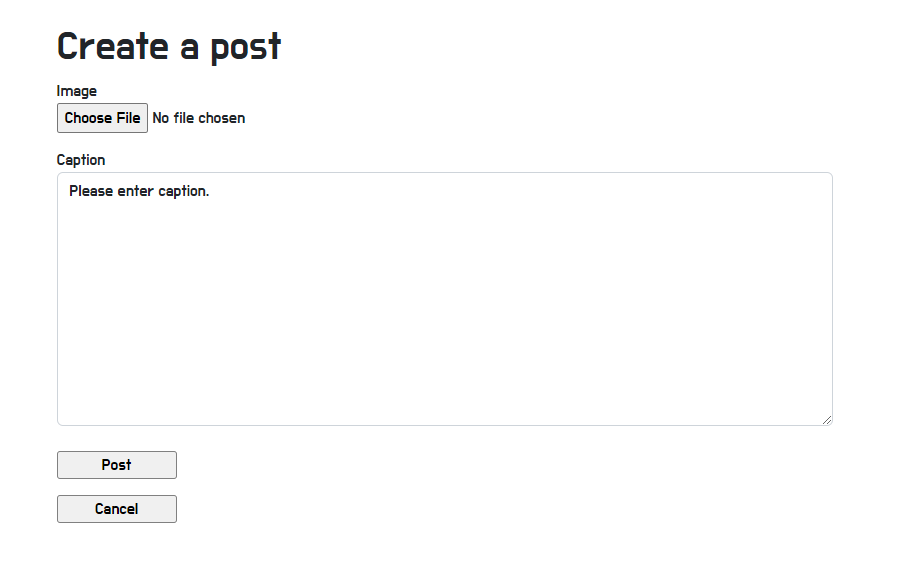 Create a post
Image
Choose File No file chosen
Caption
Please enter caption.
Post
Cancel